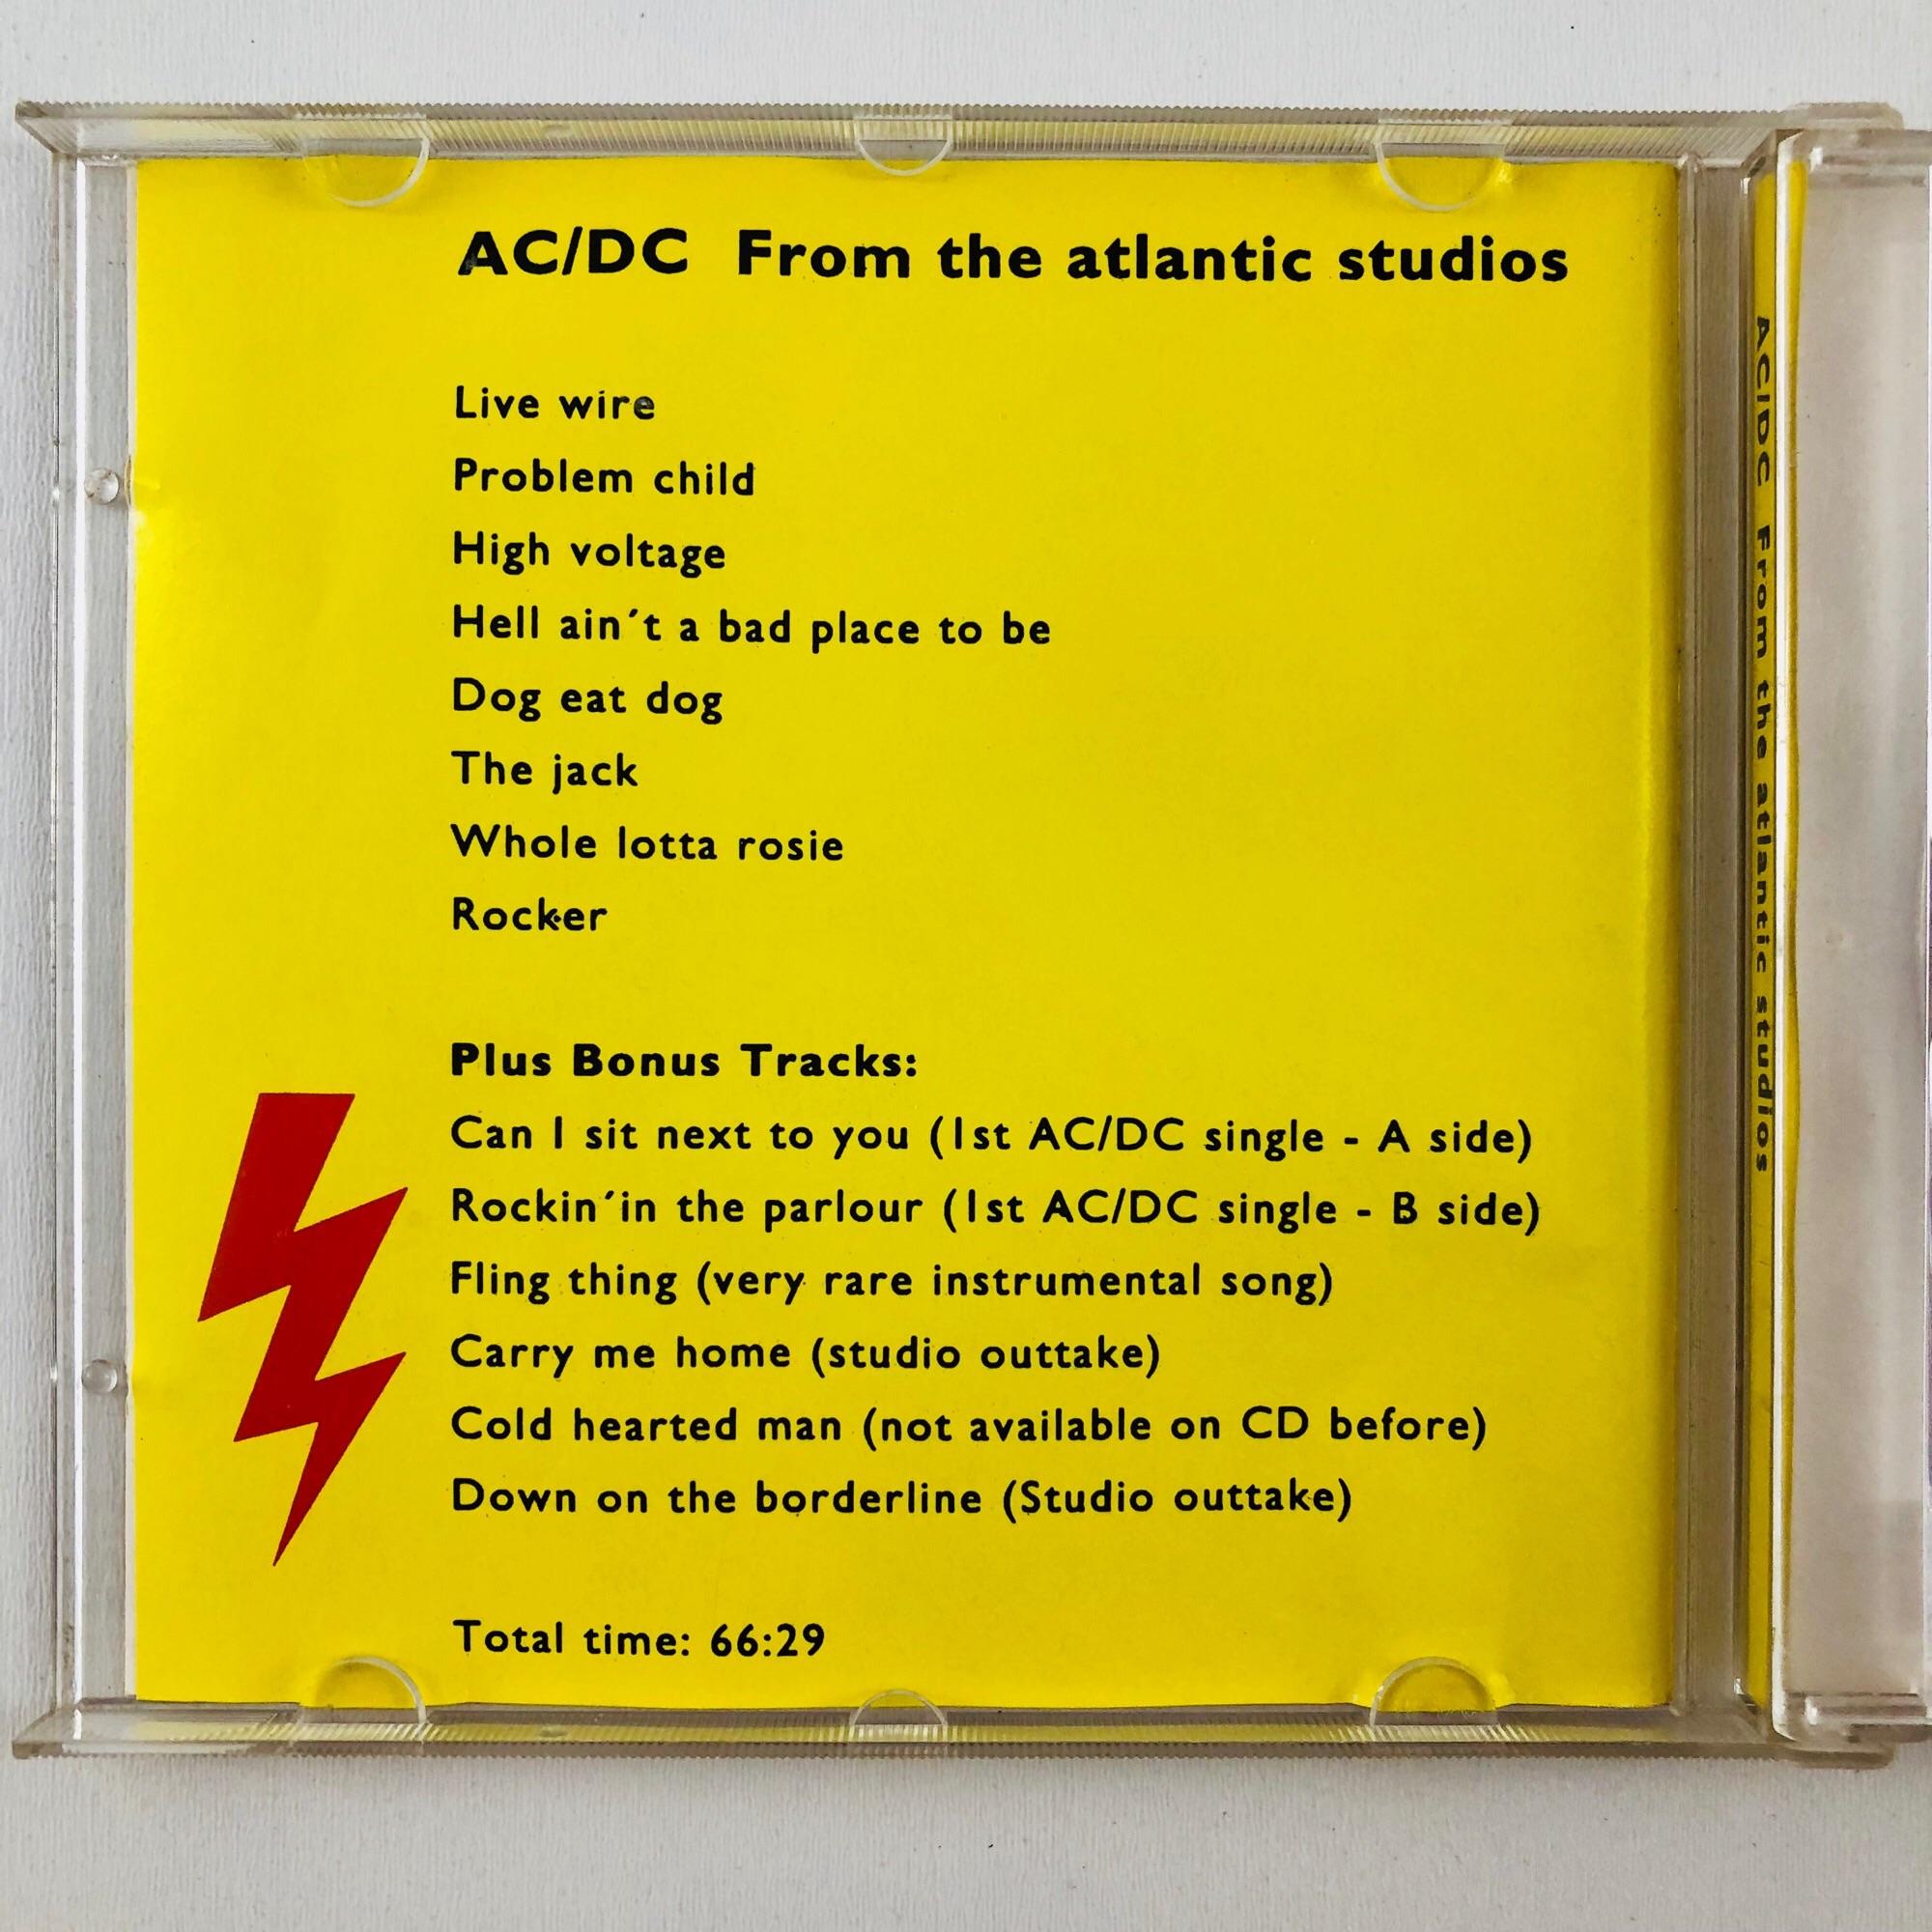 AC/DC From the atlantic studios
Live wire
Problem child
High voltage
Hell ain´t a bad place to be
Dog eat dog
The jack
Whole lotta rosie
Rocker
Plus Bonus Tracks:
Can I sit next to you (1st AC/DC single - A side)
Rockin´in the parlour (1st AC/DC single - B side)
Fling thing (very rare instrumental song)
Carry me home (studio outtake)
Cold hearted man (not available on CD before)
Down on the borderline (Studio outtake)
Total time: 66:29
AC/DC From the atlantic studios